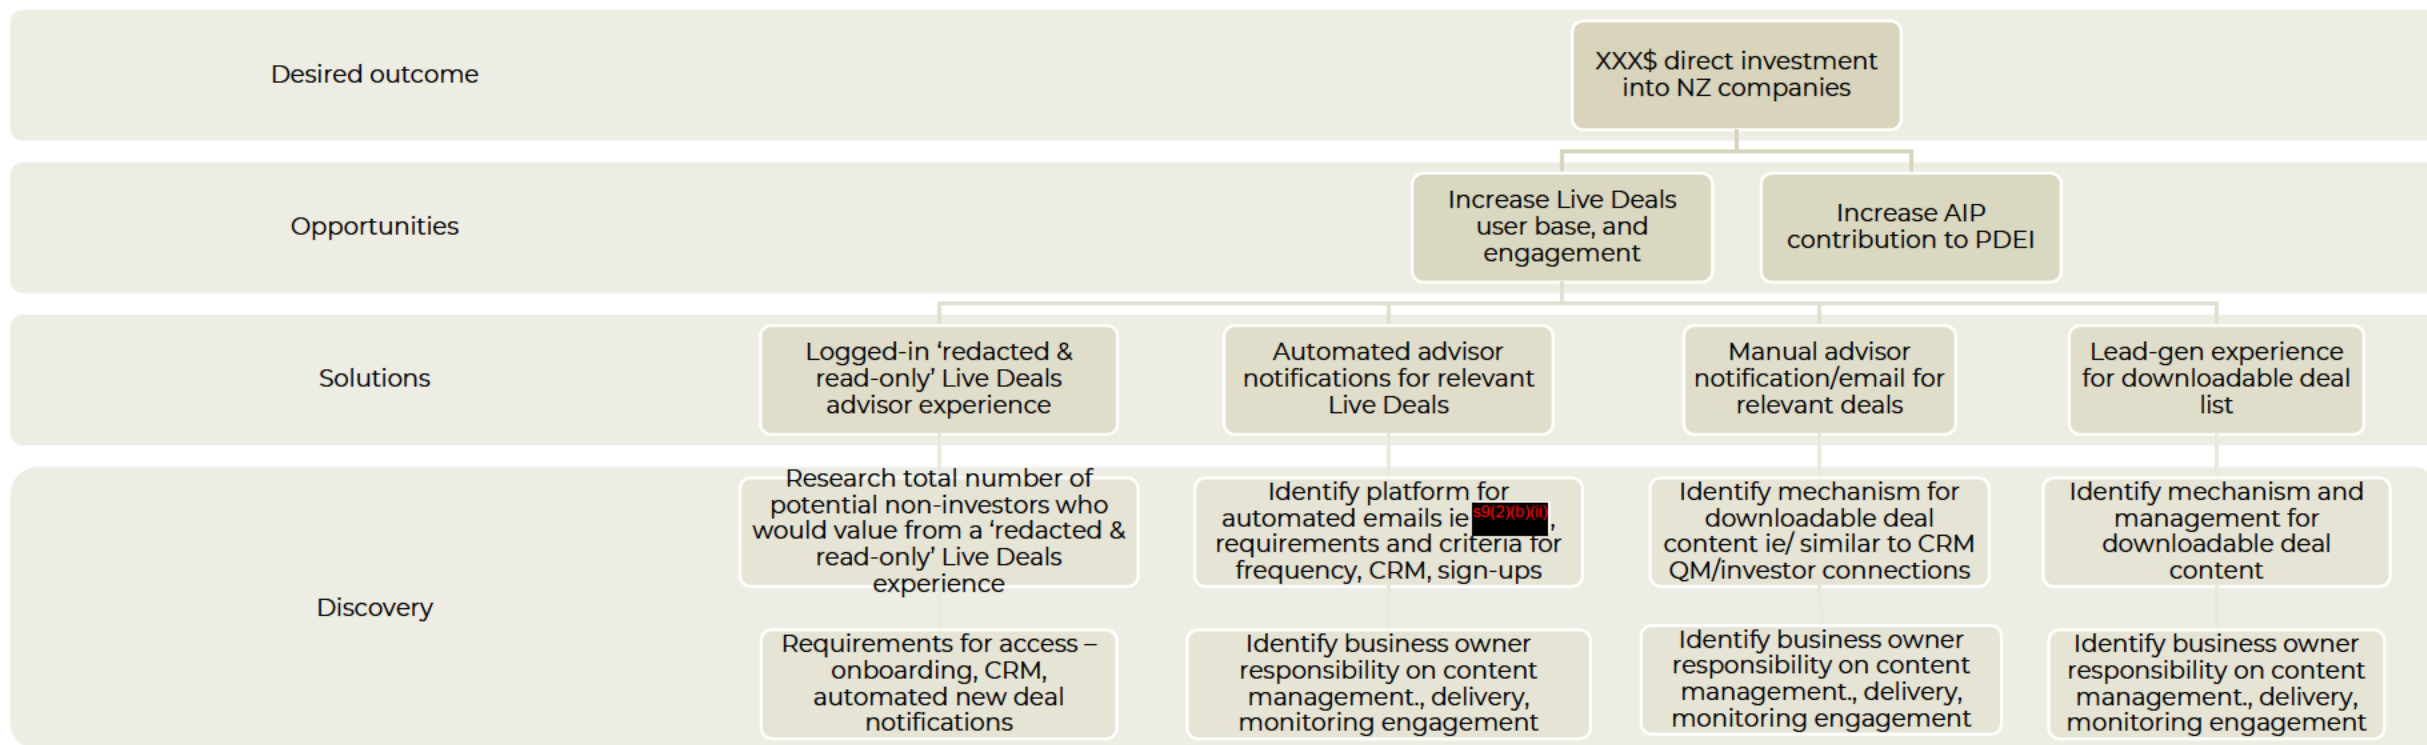 Desired outcome
XXX$ direct investment
into NZ companies
Opportunities
Increase Live Deals
user base, and
engagement
Increase AIP
contribution to PDEI
Solutions
Logged-in ‘redacted &
read-only’ Live Deals
advisor experience
Automated advisor
notifications for relevant
Live Deals
Manual advisor
notification/email for
relevant deals
Lead-gen experience
for downloadable deal
list
Discovery
Research total number of
potential non-investors who
would value from a ‘redacted &
read-only’ Live Deals
experience
Identify platform for
automated emails ie s9(2)(b)(ii),
requirements and criteria for
frequency, CRM, sign-ups
Identify mechanism for
downloadable deal
content ie/ similar to CRM
QM/investor connections
Identify mechanism and
management for
downloadable deal
content
Requirements for access –
onboarding, CRM,
automated new deal
notifications
Identify business owner
responsibility on content
management., delivery,
monitoring engagement
Identify business owner
responsibility on content
management., delivery,
monitoring engagement
Identify business owner
responsibility on content
management., delivery,
monitoring engagement